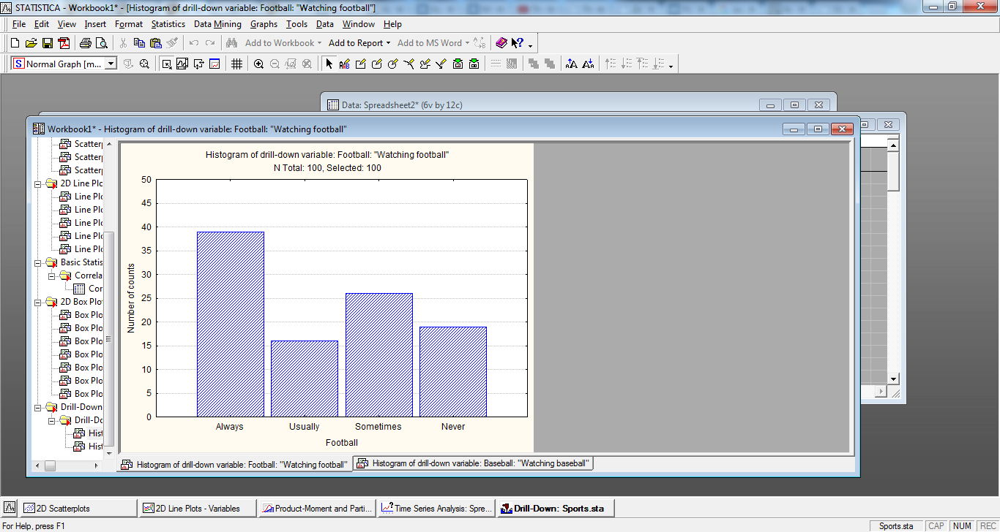 STATISTICA - Workbook1* - [Histogram of drill-down variable: Football: "Watching football"]
File Edit View Insert Format Statistics Data Mining Graphs Tools Data Window Help
Add to Workbook Add to Report Add to MS Word
Normal Graph [m...
Data: Spreadsheet2* (6v by 12c)
Workbook1* - Histogram of drill-down variable: Football: "Watching football"
Scatterp
Scatterp
Scatterp
2D Line Plo
Line Plo
Line Plo
Line Plo
Line Plo
Line Plo
Basic Statis
Correla
Cor
2D Box Plot
Box Plo
Box Plo
Box Plo
Box Plo
Box Plo
Box Plo
Box Plo
Drill-Down
Drill-Do
Hist
Hist
Histogram of drill-down variable: Football: "Watching football"
N Total: 100, Selected: 100
50
45
40
35
30
25
20
15
10
5
0
Number of counts
Always Usually Sometimes Never
Football
Histogram of drill-down variable: Football: "Watching football" Histogram of drill-down variable: Baseball: "Watching baseball"
2D Scatterplots 2D Line Plots - Variables Product-Moment and Parti... Time Series Analysis: Spre... Drill-Down: Sports.sta
For Help, press F1 Sports.sta CAP NUM REC